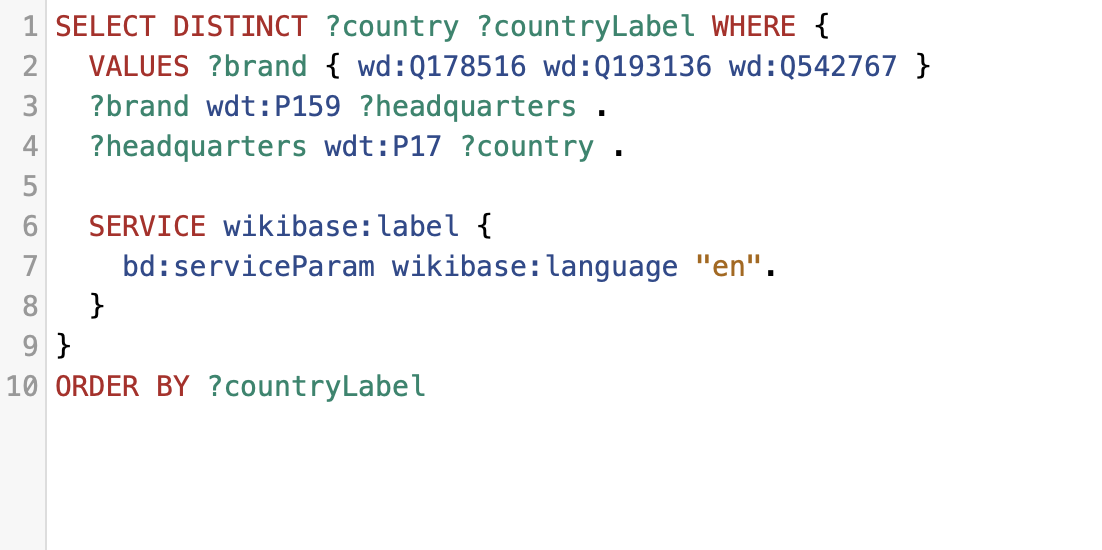 1 SELECT DISTINCT ?country ?countryLabel WHERE {
2   VALUES ?brand { wd:Q178516 wd:Q193136 wd:Q542767 }
3   ?brand wdt:P159 ?headquarters .
4   ?headquarters wdt:P17 ?country .
5
6   SERVICE wikibase:label {
7     bd:serviceParam wikibase:language "en".
8   }
9 }
10 ORDER BY ?countryLabel